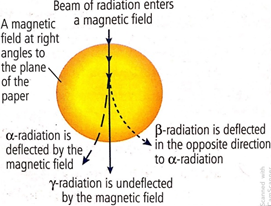 Beam of radiation enters
a magnetic field
A magnetic
field at right
angles to
the plane
of the
paper
α-radiation is
deflected by the
magnetic field
β-radiation is deflected
in the opposite direction
to α-radiation
γ-radiation is undeflected
by the magnetic field
Scanned with